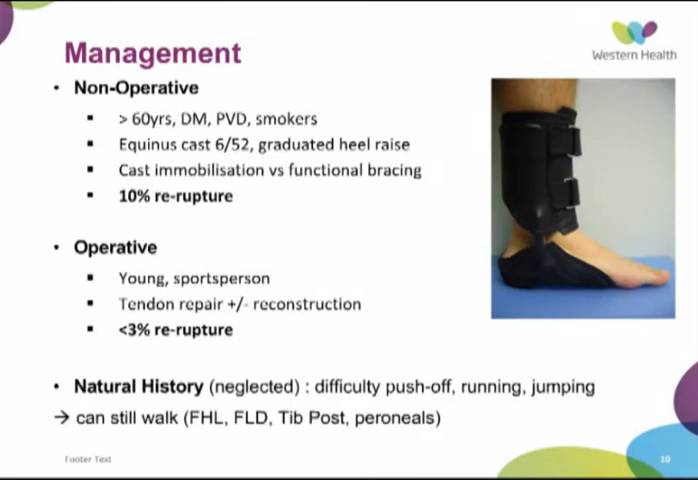 Western Health
Management
• Non-Operative
▪ > 60yrs, DM, PVD, smokers
▪ Equinus cast 6/52, graduated heel raise
▪ Cast immobilisation vs functional bracing
▪ 10% re-rupture
• Operative
▪ Young, sportsperson
▪ Tendon repair +/- reconstruction
▪ <3% re-rupture
• Natural History (neglected) : difficulty push-off, running, jumping
→ can still walk (FHL, FLD, Tib Post, peroneals)
Footer Text
10